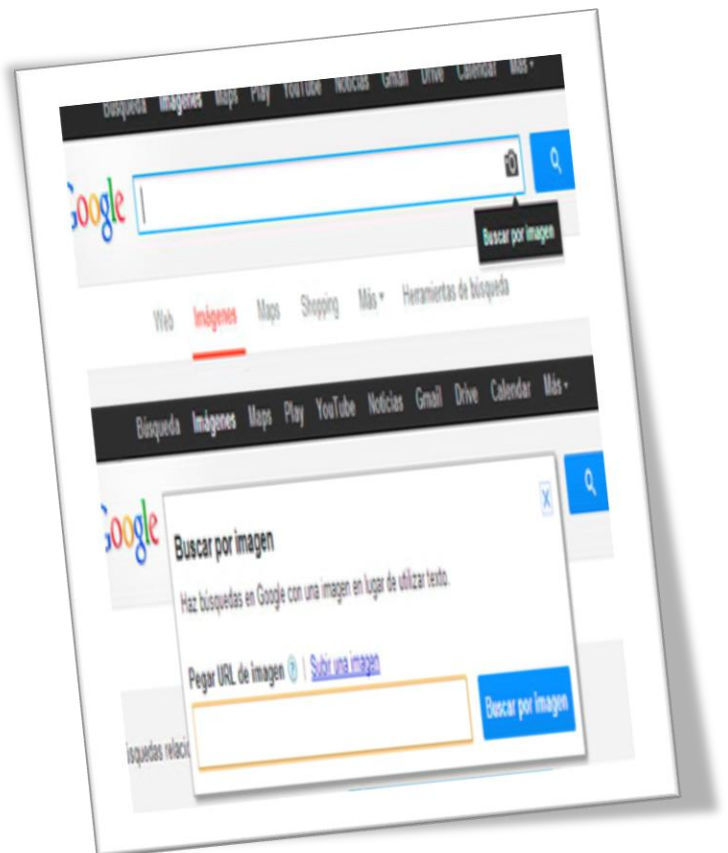 Búsqueda Imágenes Maps Play YouTube Noticias Gmail Drive Calendar Más
Google
Buscar por imagen
Web Imágenes Maps Shopping Más Herramientas de búsqueda
Búsqueda Imágenes Maps Play YouTube Noticias Gmail Drive Calendar Más
Google
Buscar por imagen
X
Haz búsquedas en Google con una imagen en lugar de utilizar texto.
Pegar URL de imagen ? | Subir una imagen
Buscar por imagen